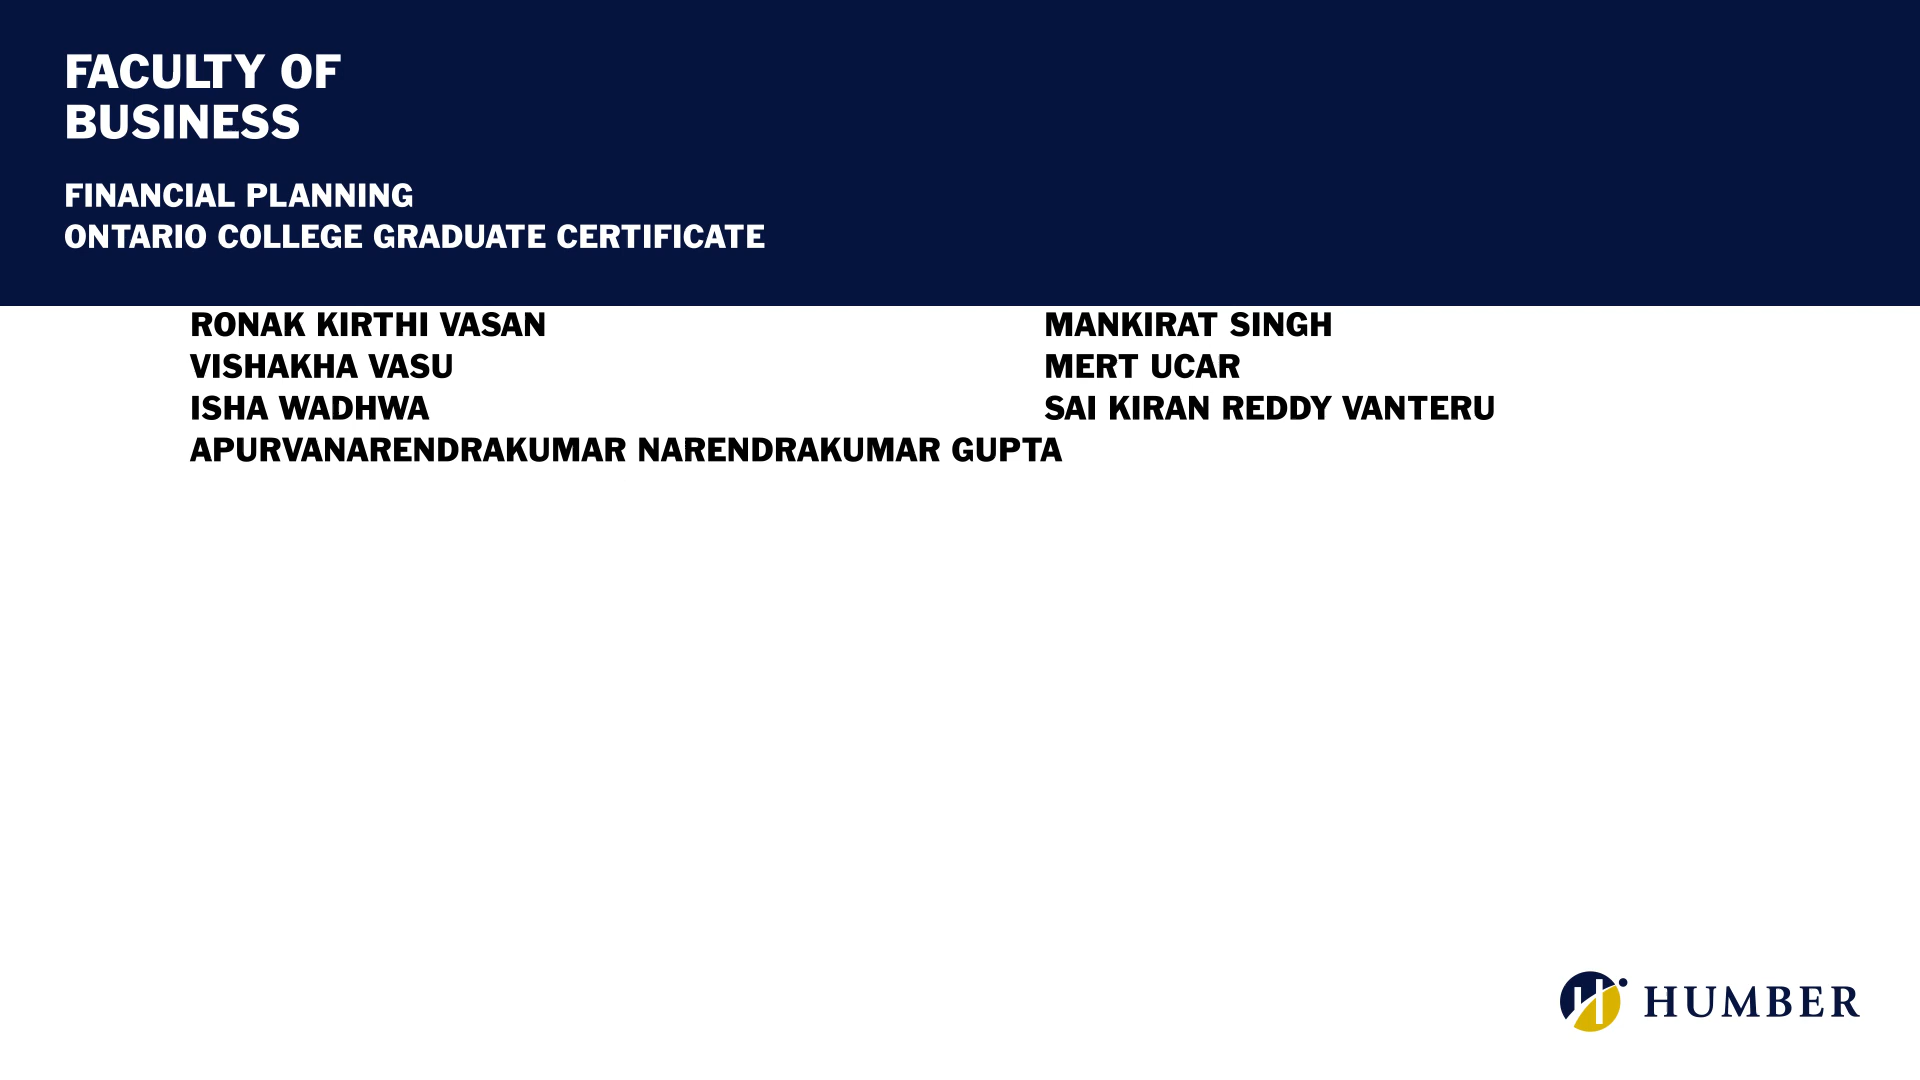 FACULTY OF
BUSINESS
FINANCIAL PLANNING
ONTARIO COLLEGE GRADUATE CERTIFICATE
RONAK KIRTHI VASAN
VISHAKHA VASU
ISHA WADHWA
APURVANARENDRAKUMAR NARENDRAKUMAR GUPTA
MANKIRAT SINGH
MERT UCAR
SAI KIRAN REDDY VANTERU
HUMBER